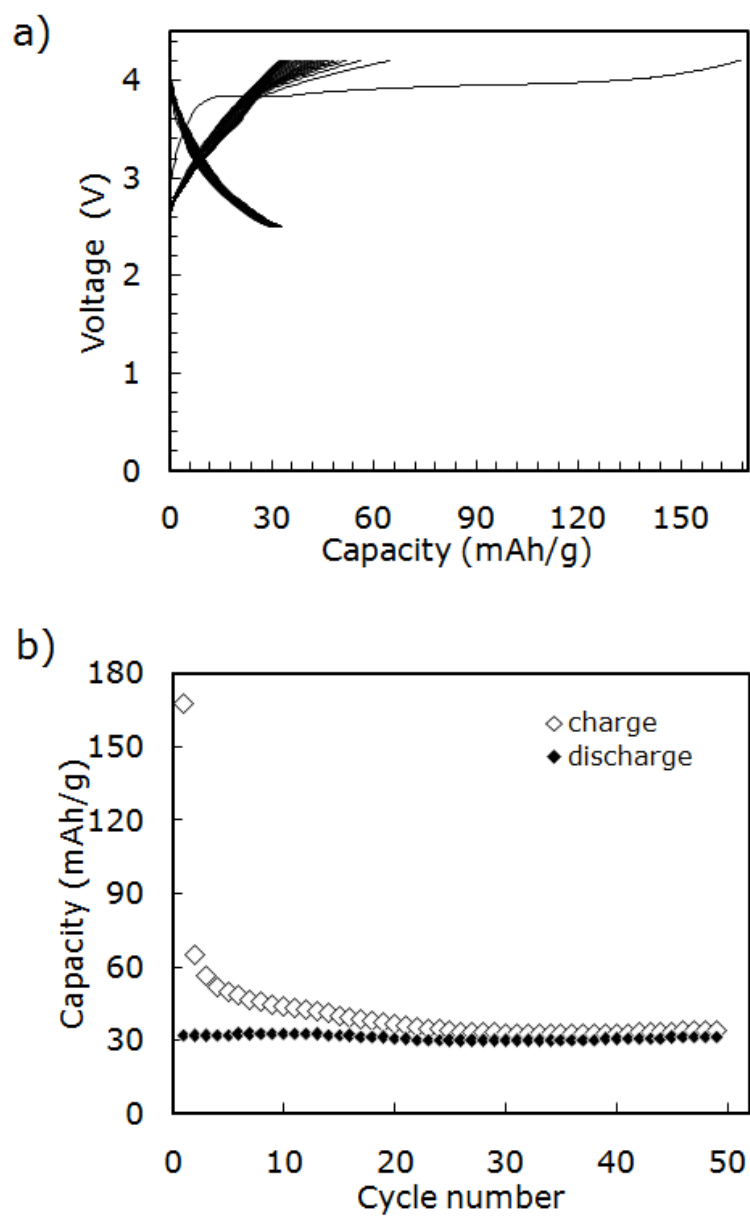 a)
Voltage (V)
4
3
2
1
0
0 30 60 90 120 150
Capacity (mAh/g)
b)
Capacity (mAh/g)
180
150
120
90
60
30
0
charge
discharge
0 10 20 30 40 50
Cycle number